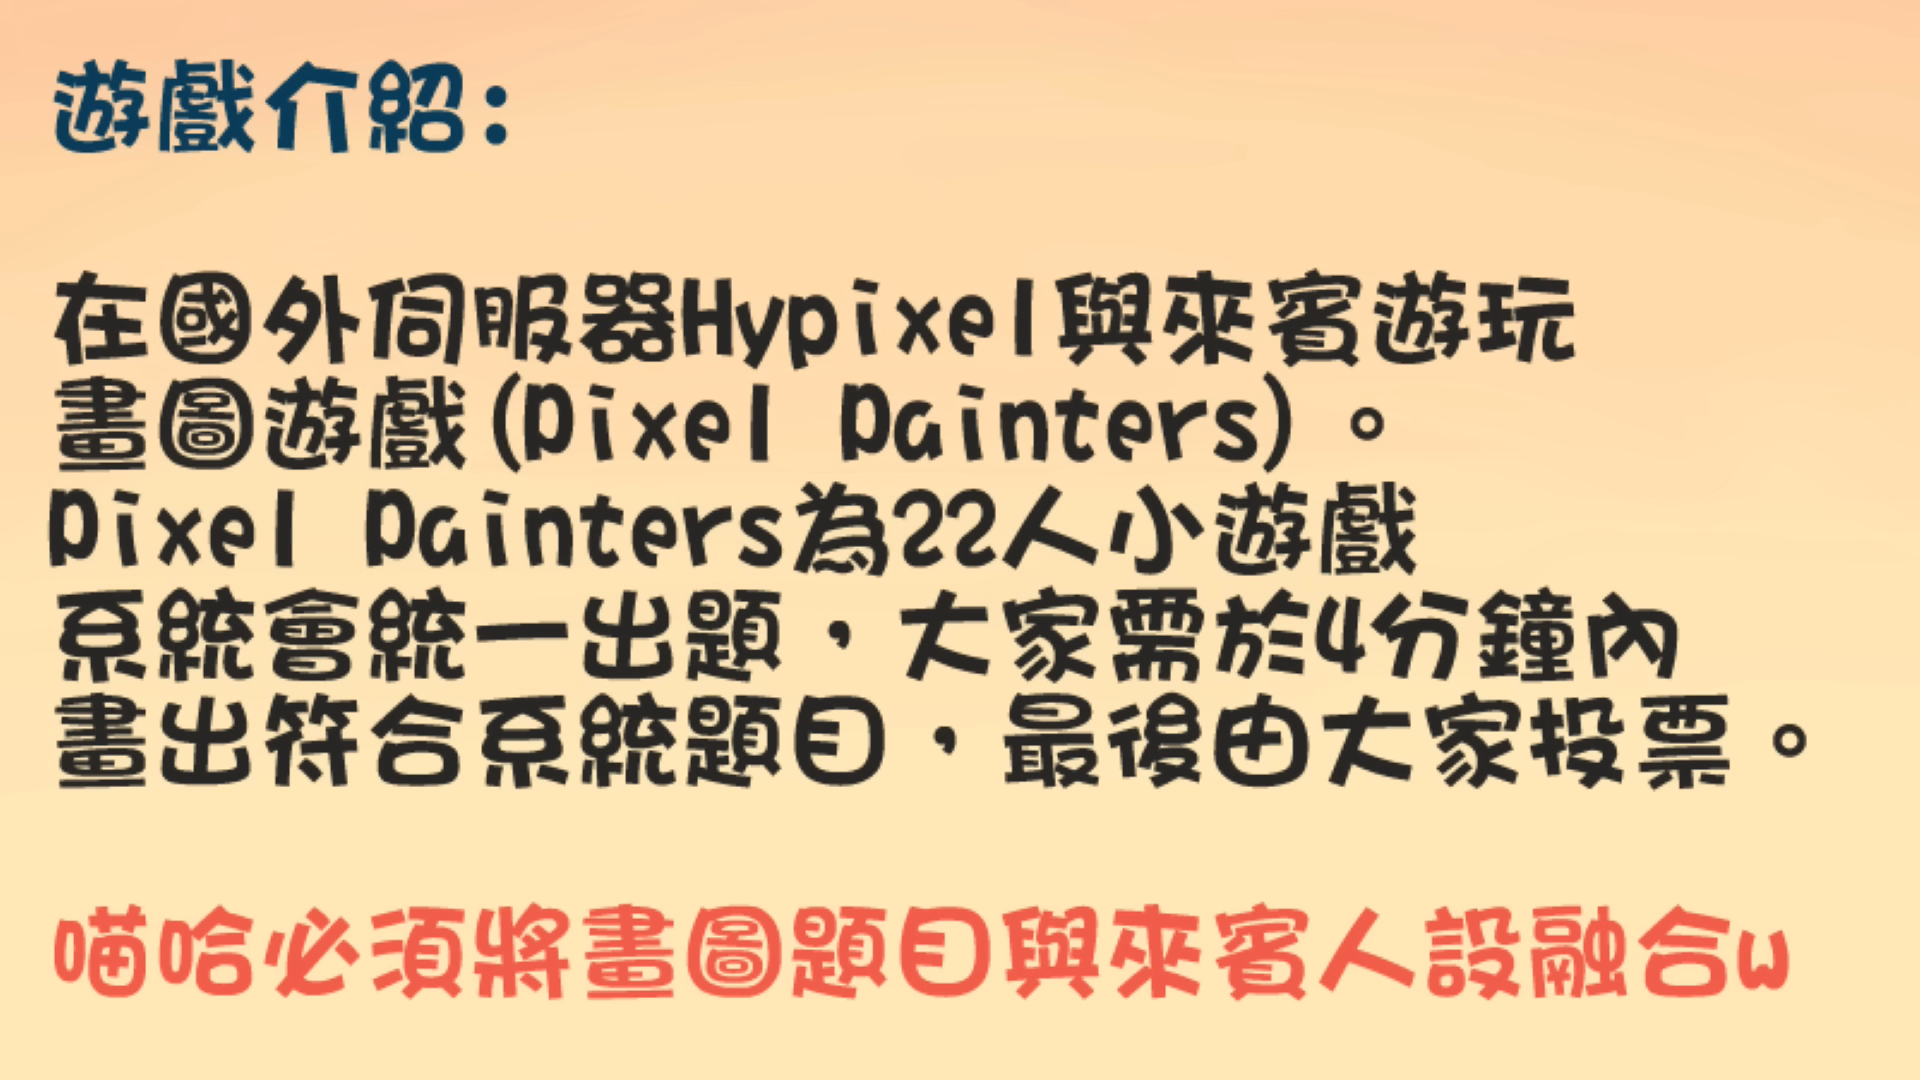 遊戲介紹:
在國外伺服器Hypixel與來賓遊玩
畫圖遊戲(Pixel Painters)。
Pixel Painters為22人小遊戲
系統會統一出題，大家需於4分鐘內
畫出符合系統題目，最後由大家投票。
喵哈必須將畫圖題目與來賓人設融合w